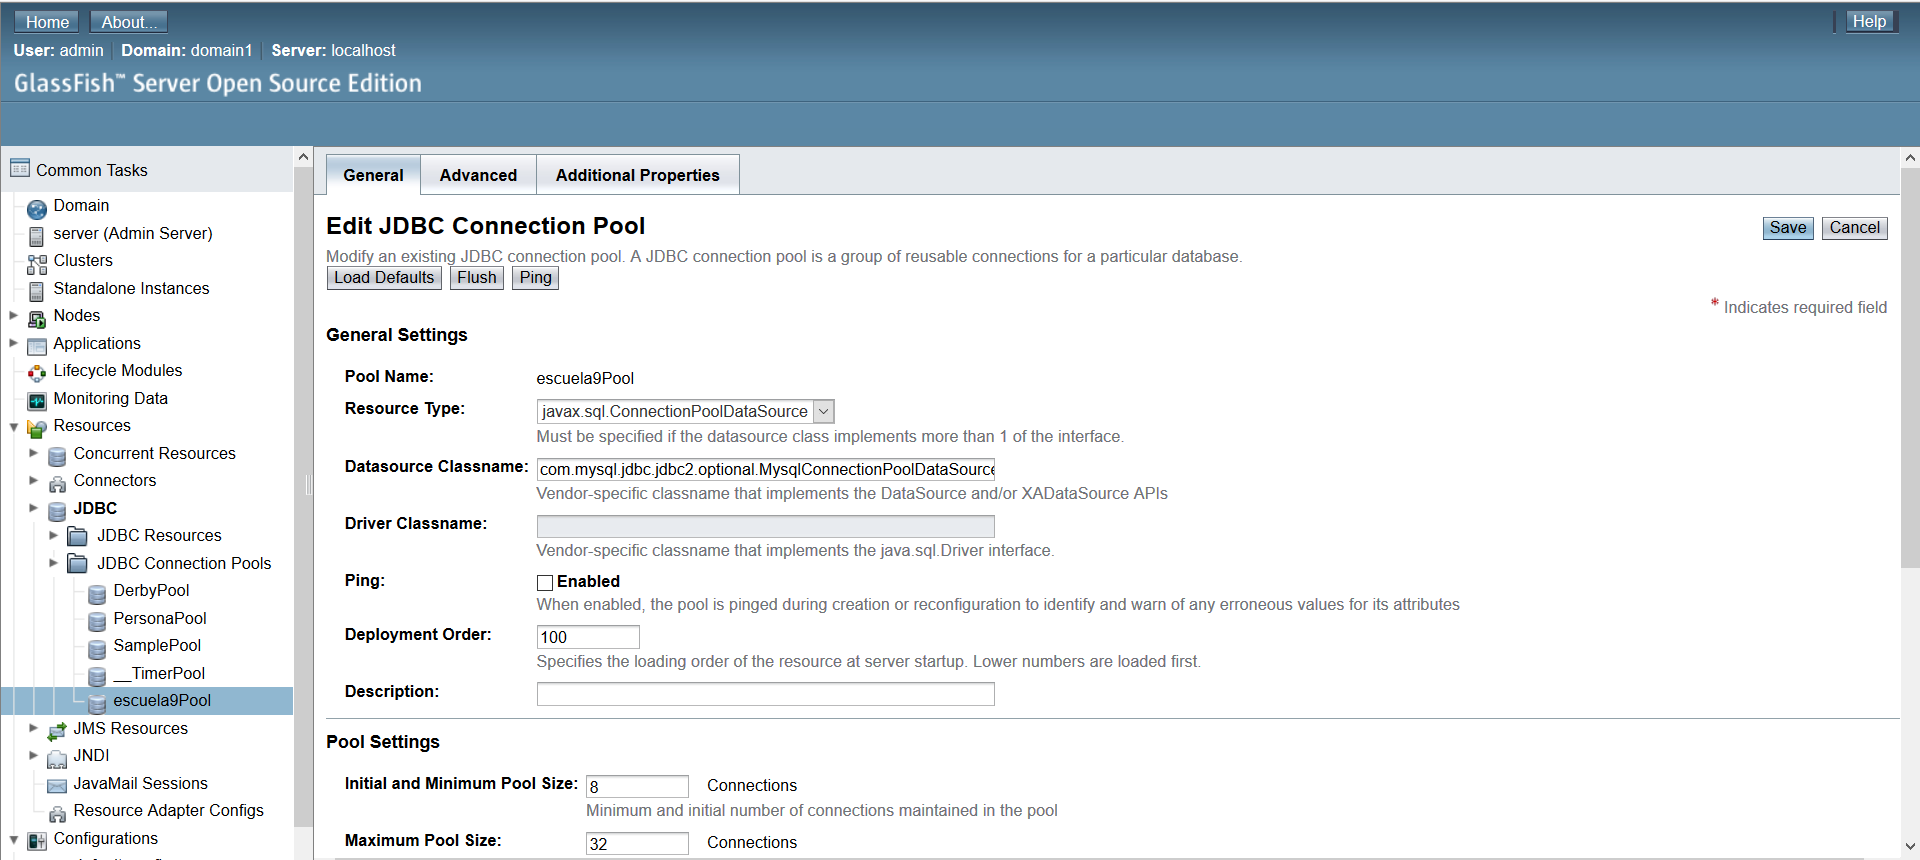 Home About... Help
User: admin Domain: domain1 Server: localhost
GlassFish™ Server Open Source Edition
Common Tasks
Domain
server (Admin Server)
Clusters
Standalone Instances
Nodes
Applications
Lifecycle Modules
Monitoring Data
Resources
Concurrent Resources
Connectors
JDBC
JDBC Resources
JDBC Connection Pools
DerbyPool
PersonaPool
SamplePool
__TimerPool
escuela9Pool
JMS Resources
JNDI
JavaMail Sessions
Resource Adapter Configs
Configurations
General Advanced Additional Properties
Edit JDBC Connection Pool
Save Cancel
Modify an existing JDBC connection pool. A JDBC connection pool is a group of reusable connections for a particular database.
Load Defaults Flush Ping
* Indicates required field
General Settings
Pool Name: escuela9Pool
Resource Type: javax.sql.ConnectionPoolDataSource
Must be specified if the datasource class implements more than 1 of the interface.
Datasource Classname: com.mysql.jdbc.jdbc2.optional.MysqlConnectionPoolDataSource
Vendor-specific classname that implements the DataSource and/or XADataSource APIs
Driver Classname:
Vendor-specific classname that implements the java.sql.Driver interface.
Ping: Enabled
When enabled, the pool is pinged during creation or reconfiguration to identify and warn of any erroneous values for its attributes
Deployment Order: 100
Specifies the loading order of the resource at server startup. Lower numbers are loaded first.
Description:
Pool Settings
Initial and Minimum Pool Size: 8 Connections
Minimum and initial number of connections maintained in the pool
Maximum Pool Size: 32 Connections